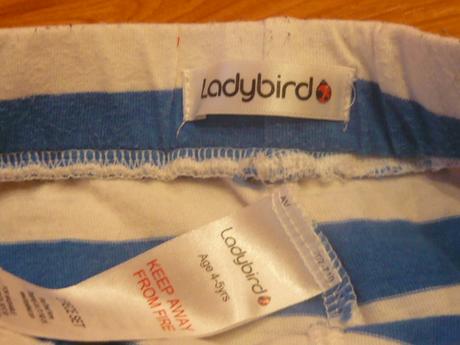 Ladybird
Ladybird
Age 4-5yrs
KEEP AWAY
FROM FIRE